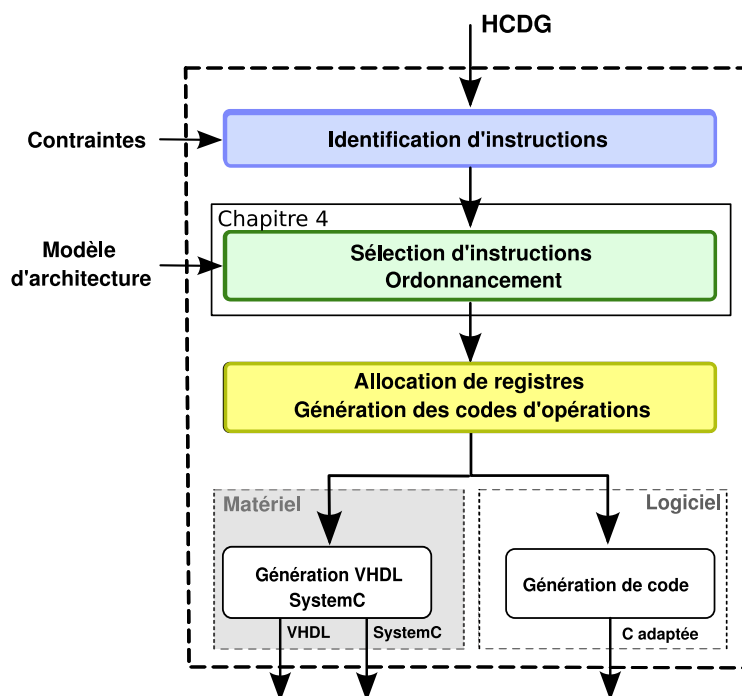 HCDG
Contraintes
Identification d'instructions
Chapitre 4
Modèle
d'architecture
Sélection d'instructions
Ordonnancement
Allocation de registres
Génération des codes d'opérations
Matériel
Logiciel
Génération VHDL
SystemC
Génération de code
VHDL
SystemC
C adaptée